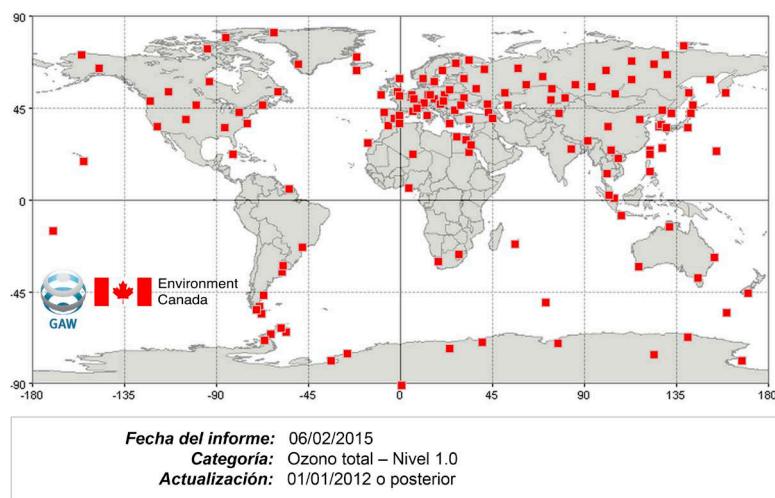 90
45
0
-45
-90
-180
-135
-90
-45
0
45
90
135
180
GAW
Environment
Canada
Fecha del informe: 06/02/2015
Categoría: Ozono total – Nivel 1.0
Actualización: 01/01/2012 o posterior